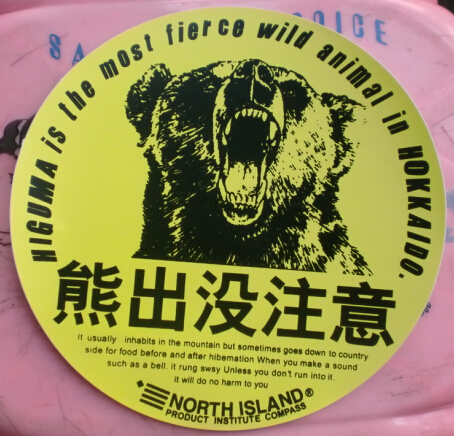 HIGUMA is the most fierce wild animal in HOKKAIDO.
熊出没注意
it usually inhabits in the mountain but sometimes goes down to country
side for food before and after hibernation When you make a sound
such as a bell. it rung swsy Unless you don't run into it.
it will do no harm to you
NORTH ISLAND®
PRODUCT INSTITUTE COMPASS